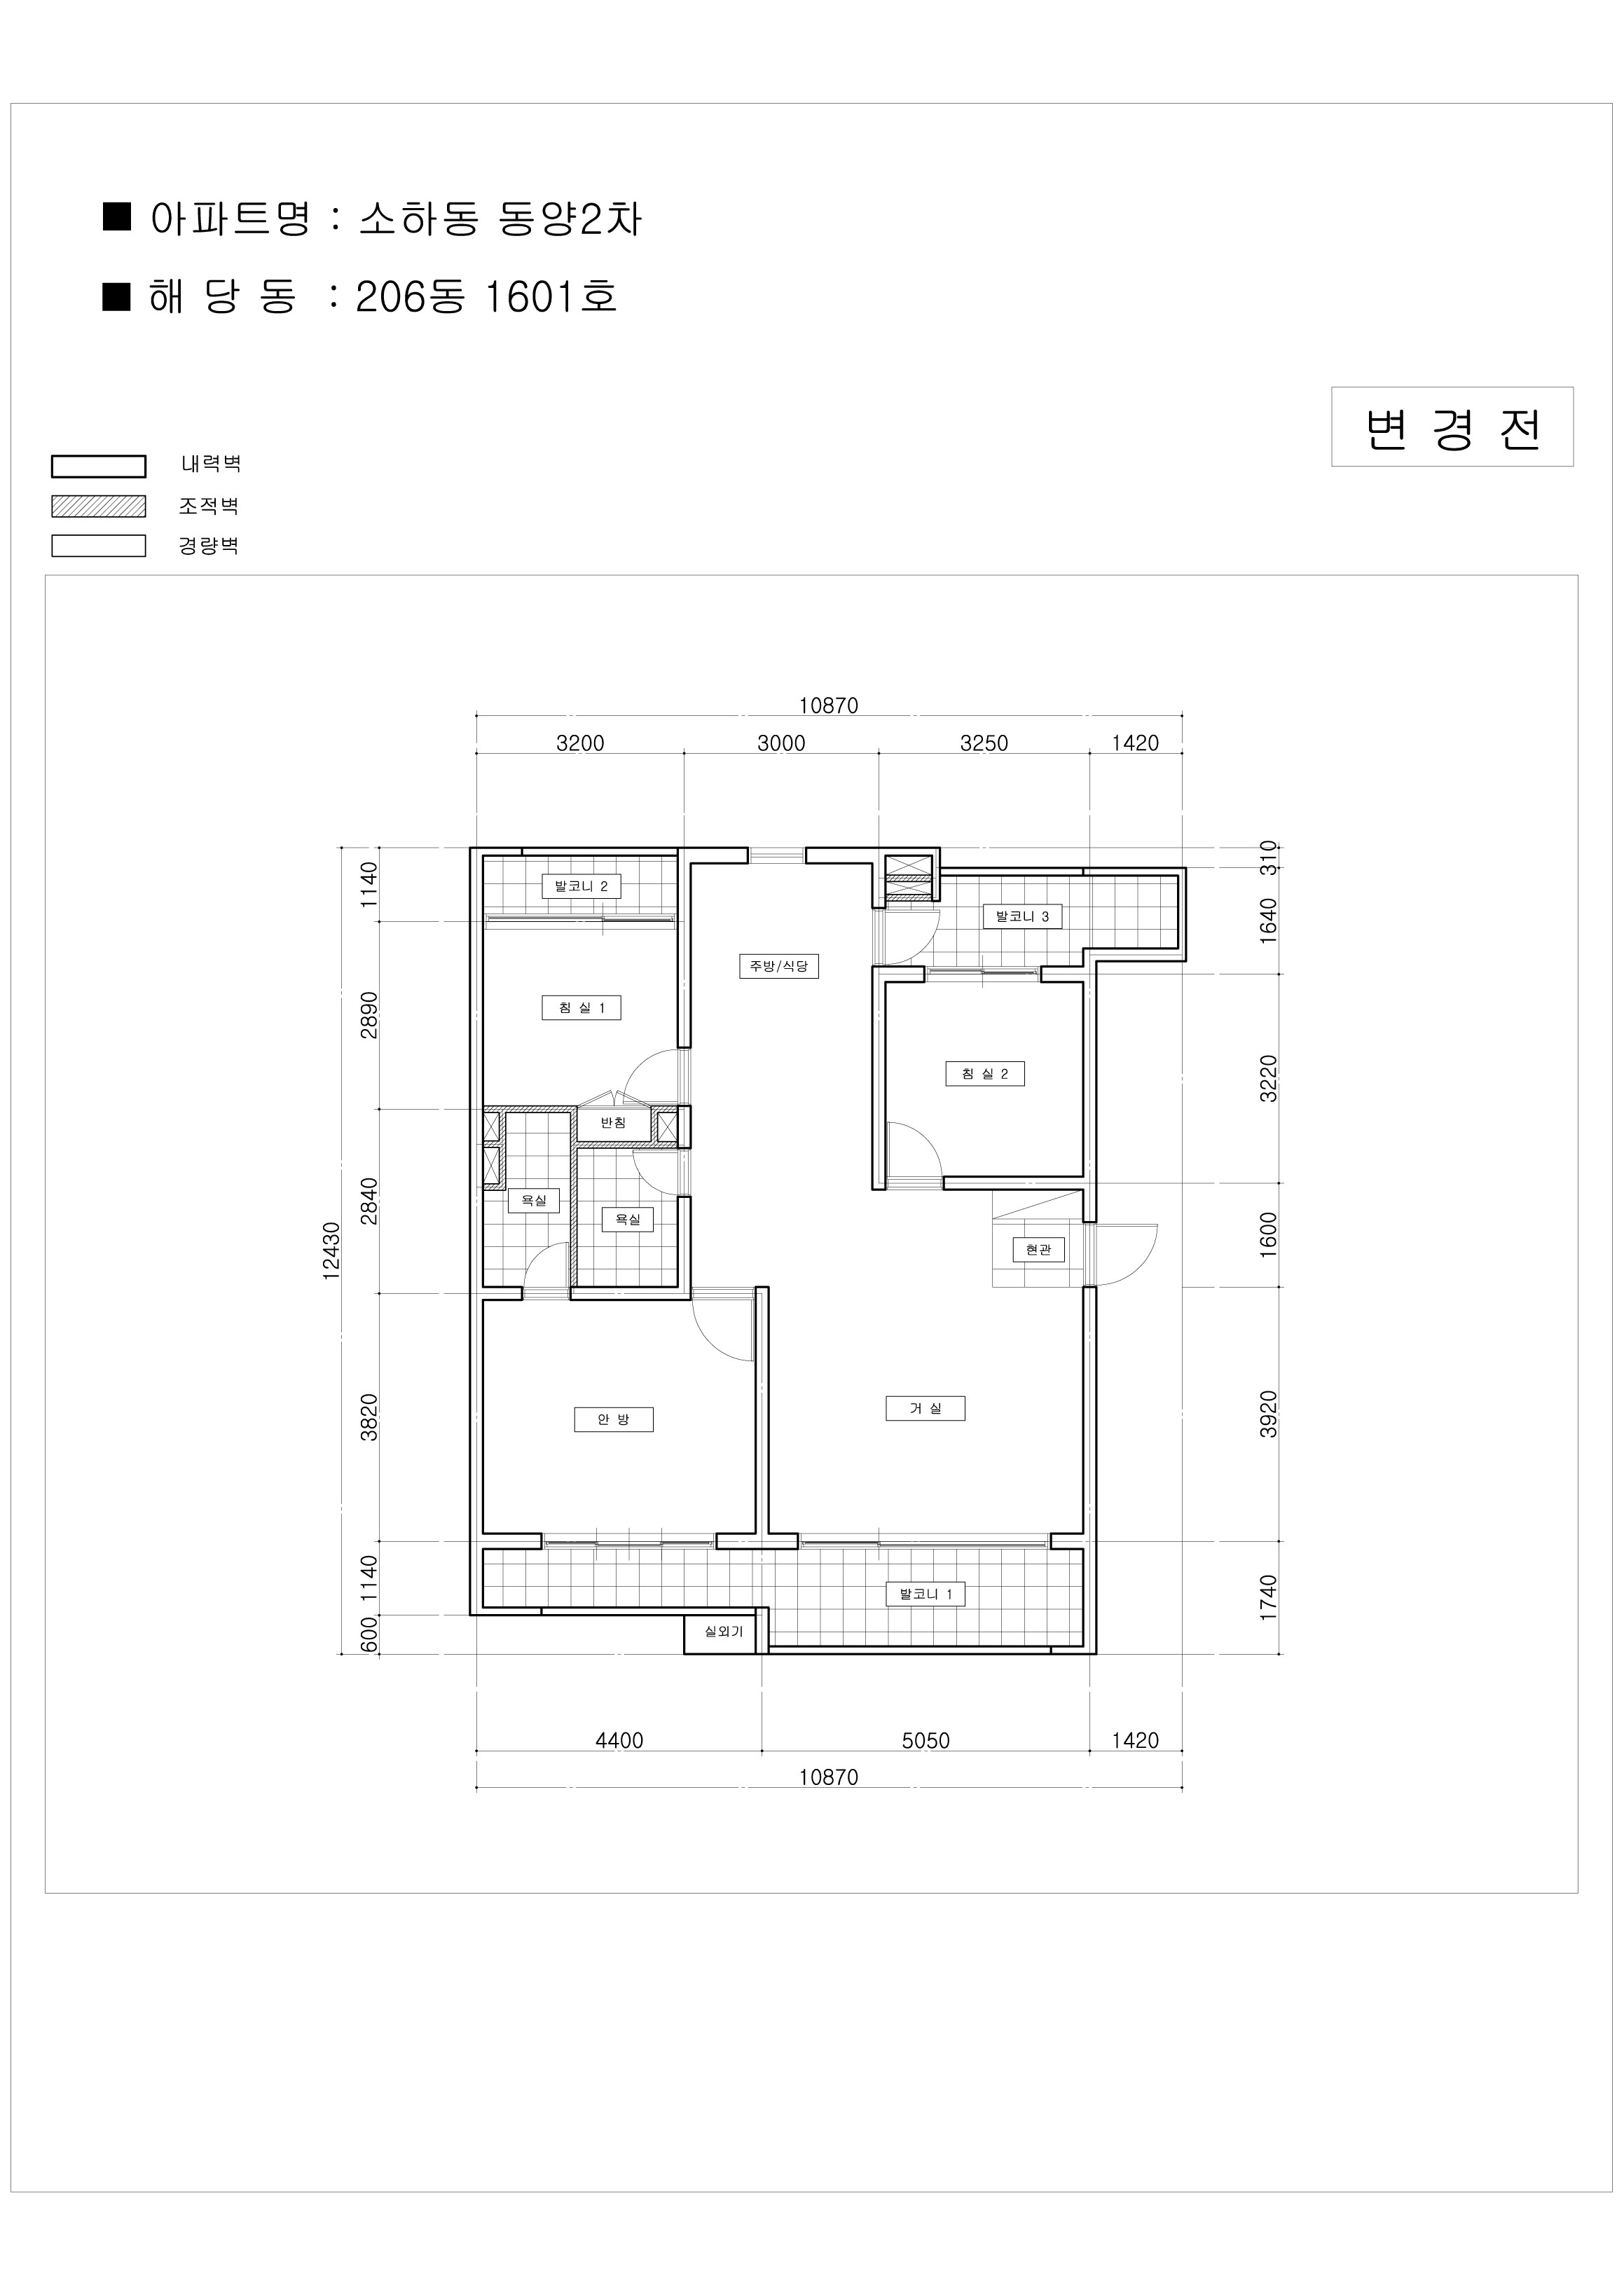 ■ 아파트명 : 소하동 동양2차
■ 해 당 동 : 206동 1601호
변 경 전
내력벽
조적벽
경량벽
10870
3200 3000 3250 1420
1140
2890
2840
3820
1140
600
12430
310
1640
3220
1600
3920
1740
발코니 2
발코니 3
주방/식당
침 실 1
침 실 2
반침
욕실
욕실
현관
거 실
안 방
발코니 1
실외기
4400 5050 1420
10870